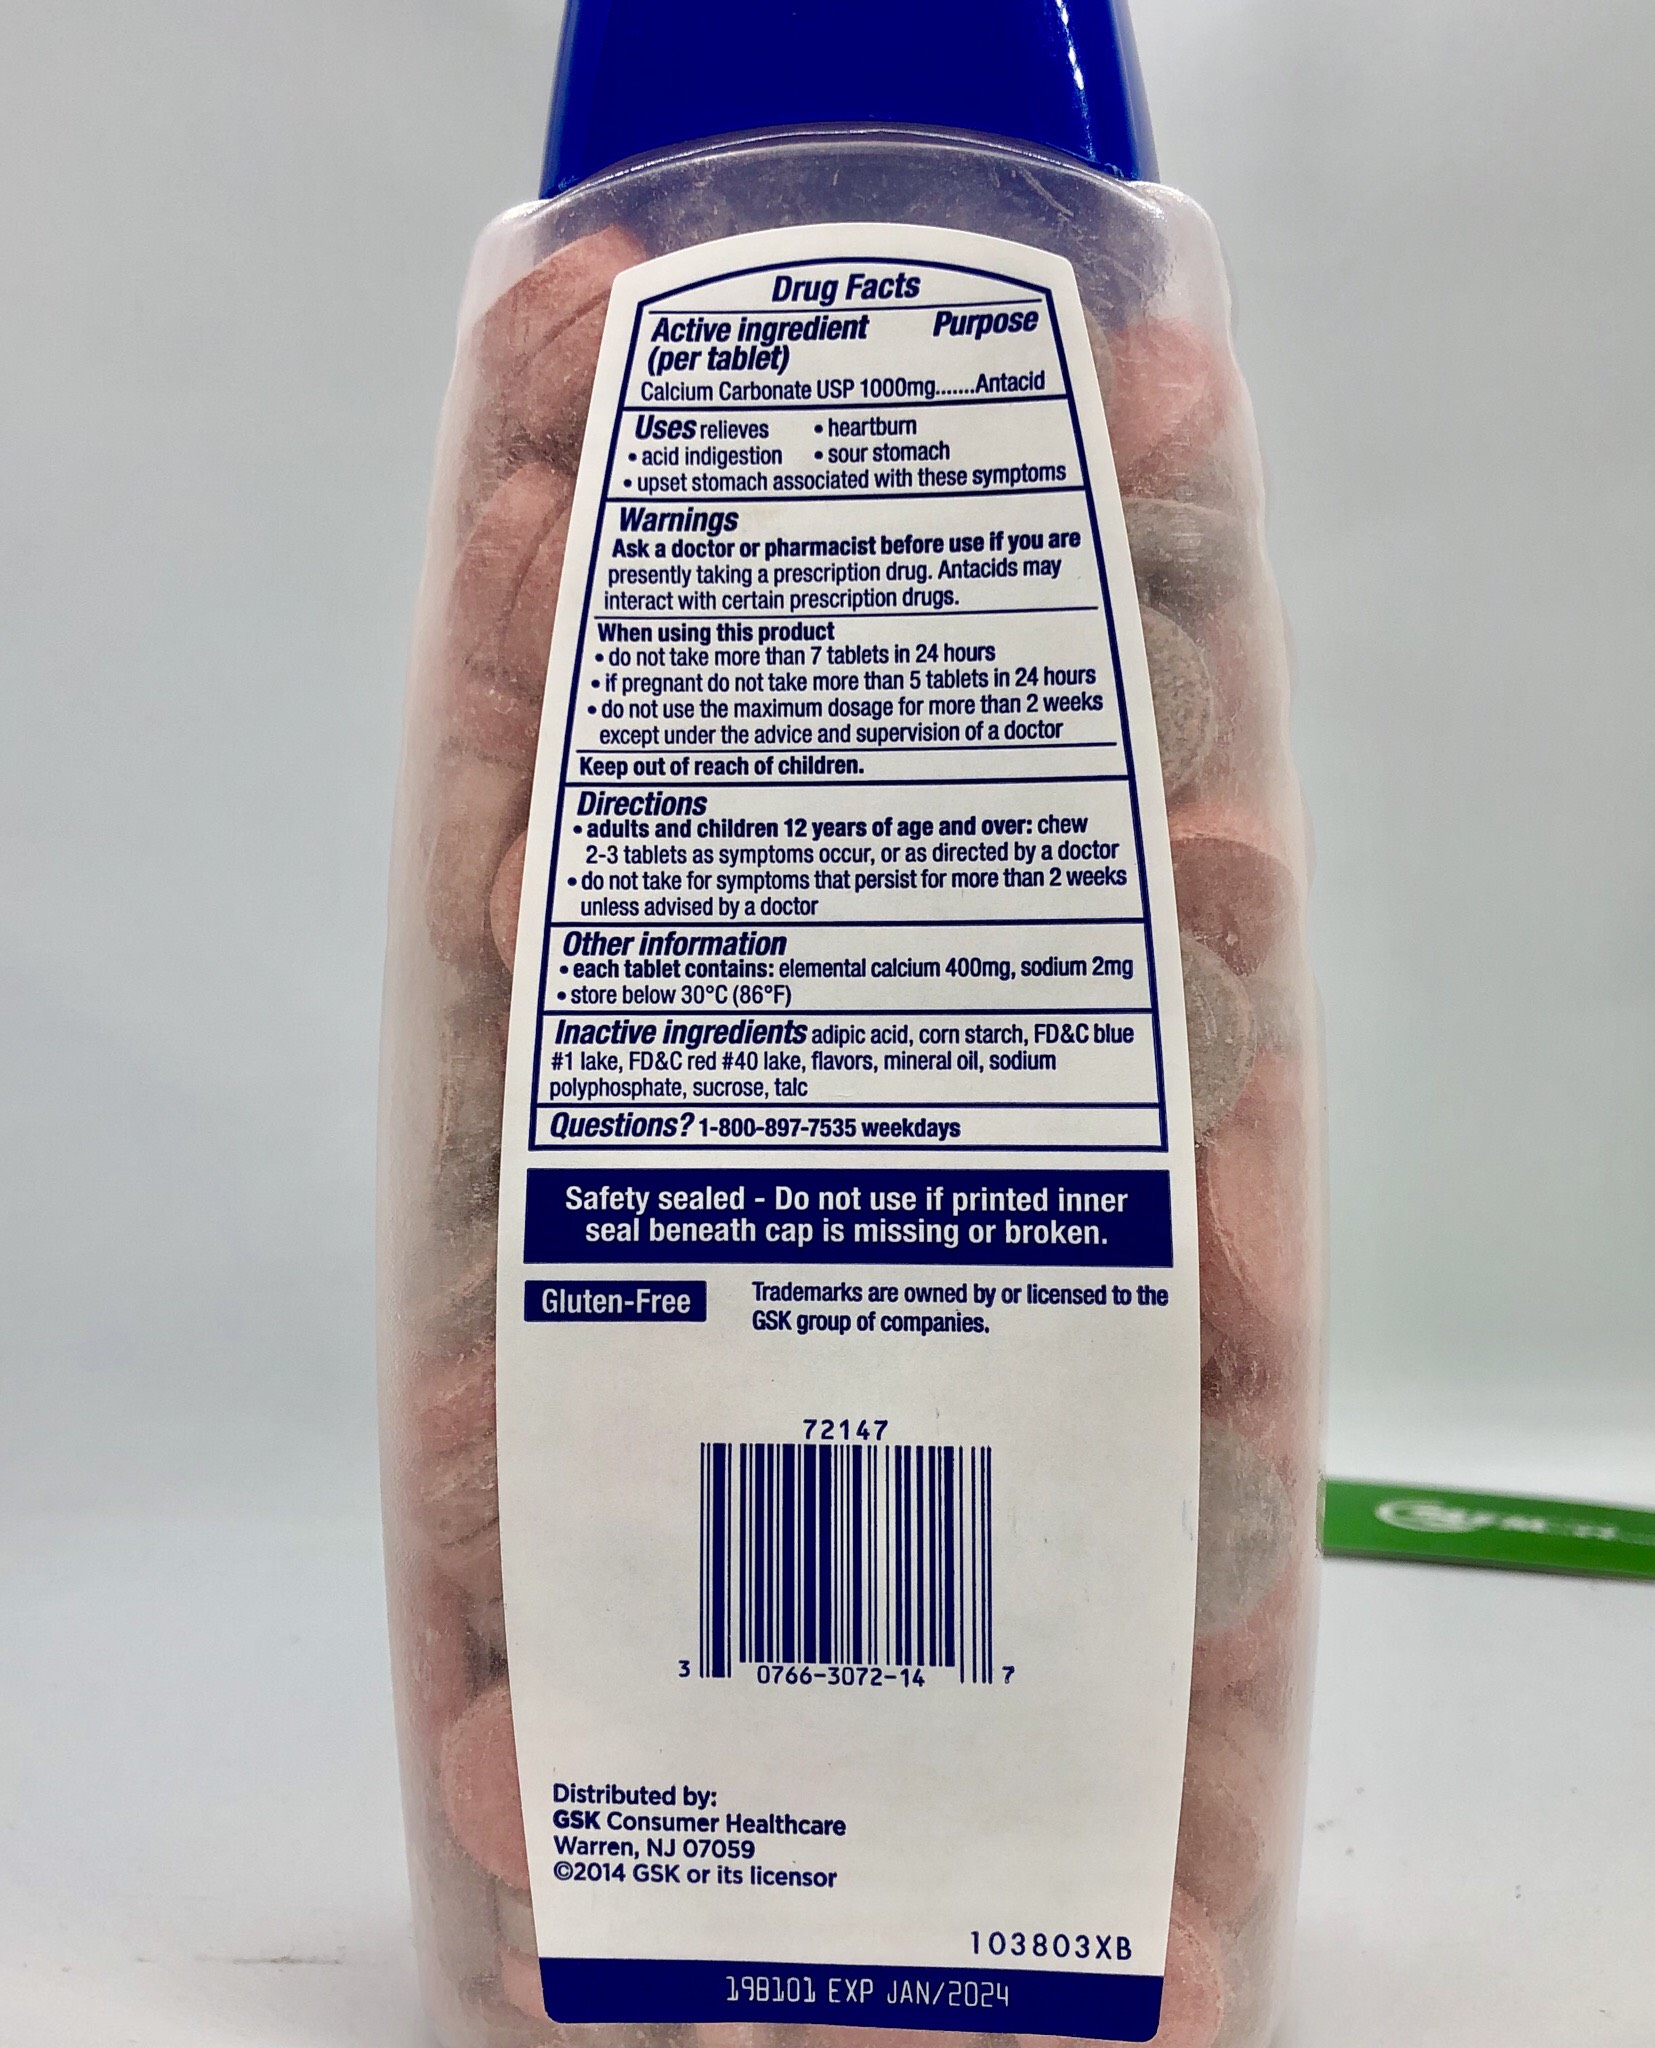 Drug Facts
Active ingredient Purpose
(per tablet)
Calcium Carbonate USP 1000mg.......Antacid
Uses relieves • heartburn
• acid indigestion • sour stomach
• upset stomach associated with these symptoms
Warnings
Ask a doctor or pharmacist before use if you are
presently taking a prescription drug. Antacids may
interact with certain prescription drugs.
When using this product
• do not take more than 7 tablets in 24 hours
• if pregnant do not take more than 5 tablets in 24 hours
• do not use the maximum dosage for more than 2 weeks
except under the advice and supervision of a doctor
Keep out of reach of children.
Directions
• adults and children 12 years of age and over: chew
2-3 tablets as symptoms occur, or as directed by a doctor
• do not take for symptoms that persist for more than 2 weeks
unless advised by a doctor
Other information
• each tablet contains: elemental calcium 400mg, sodium 2mg
• store below 30°C (86°F)
Inactive ingredients adipic acid, corn starch, FD&C blue
#1 lake, FD&C red #40 lake, flavors, mineral oil, sodium
polyphosphate, sucrose, talc
Questions? 1-800-897-7535 weekdays
Safety sealed - Do not use if printed inner
seal beneath cap is missing or broken.
Gluten-Free
Trademarks are owned by or licensed to the
GSK group of companies.
72147
3 0766-3072-14 7
Distributed by:
GSK Consumer Healthcare
Warren, NJ 07059
©2014 GSK or its licensor
103803XB
198101 EXP JAN/2024